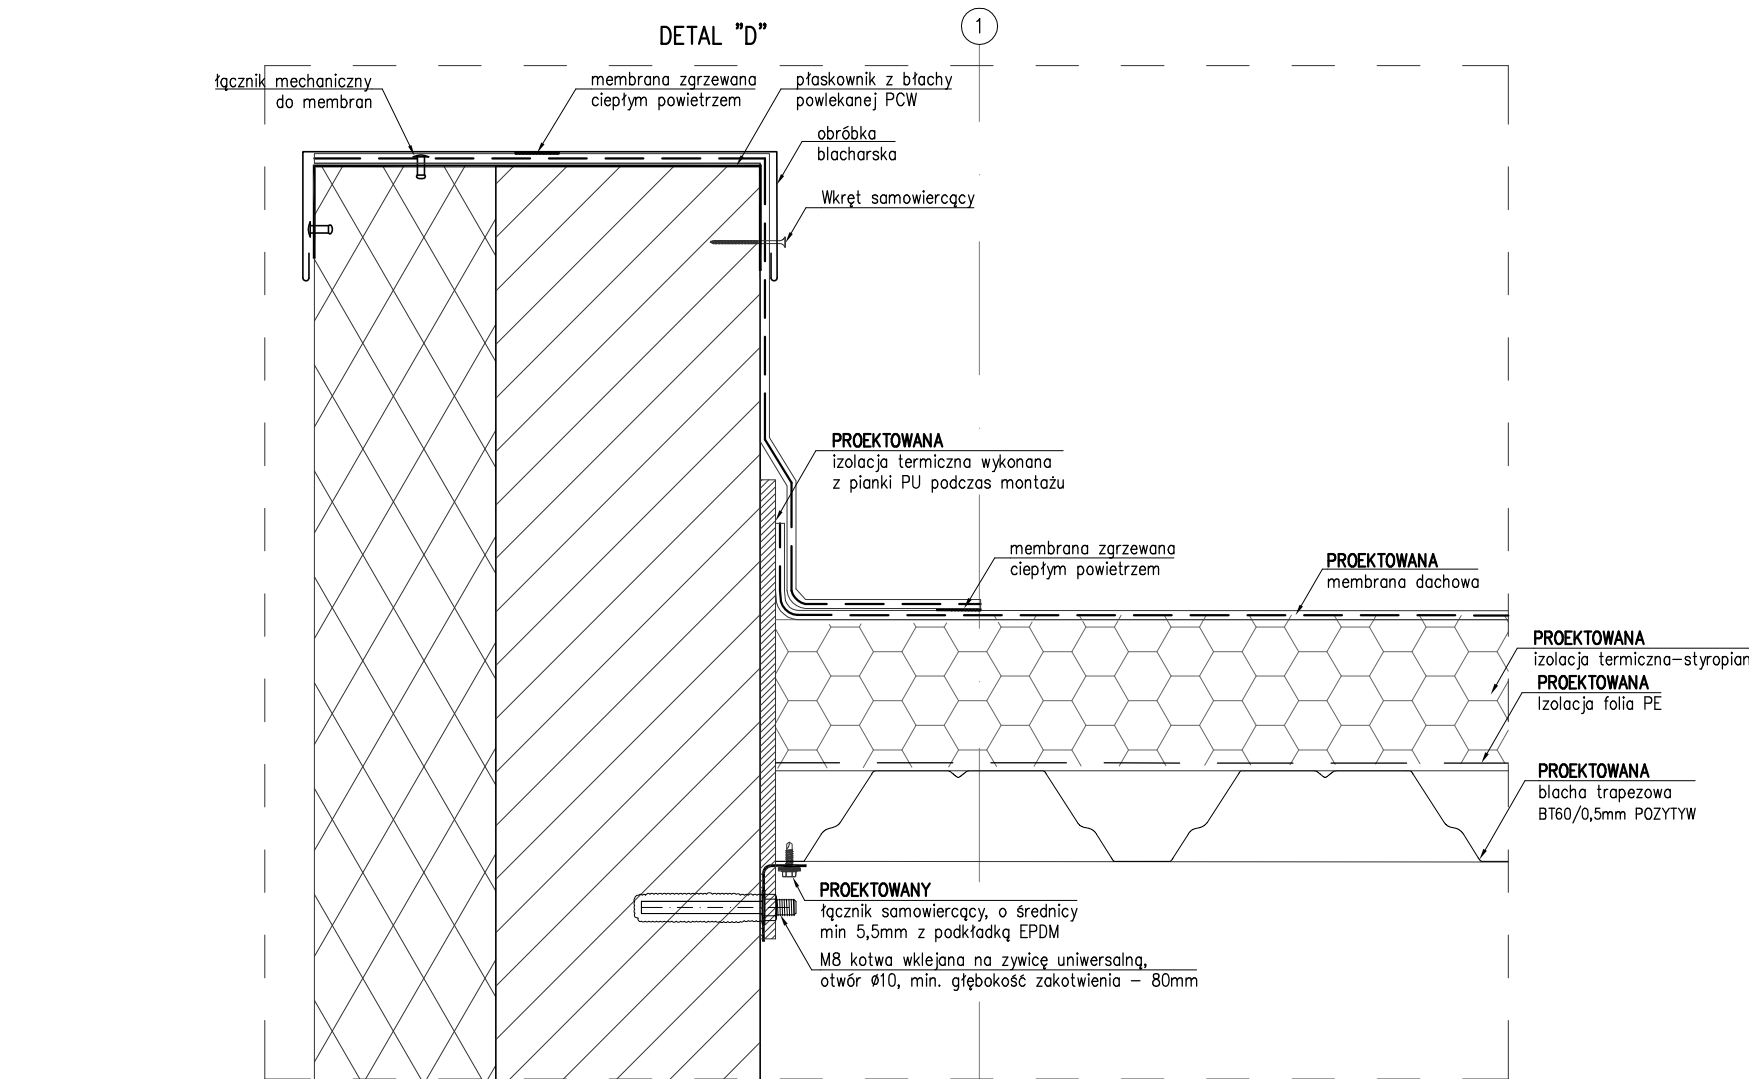 DETAL "D"
1
łącznik mechaniczny
do membran
membrana zgrzewana
ciepłym powietrzem
płaskownik z błachy
powlekanej PCW
obróbka
blacharska
Wkręt samowiercący
PROEKTOWANA
izolacja termiczna wykonana
z pianki PU podczas montażu
membrana zgrzewana
ciepłym powietrzem
PROEKTOWANA
membrana dachowa
PROEKTOWANA
izolacja termiczna-styropian
PROEKTOWANA
Izolacja folia PE
PROEKTOWANA
blacha trapezowa
BT60/0,5mm POZYTYW
PROEKTOWANY
łącznik samowiercący, o średnicy
min 5,5mm z podkładką EPDM
M8 kotwa wklejana na zywicę uniwersalną,
otwór ø10, min. głębokość zakotwienia - 80mm